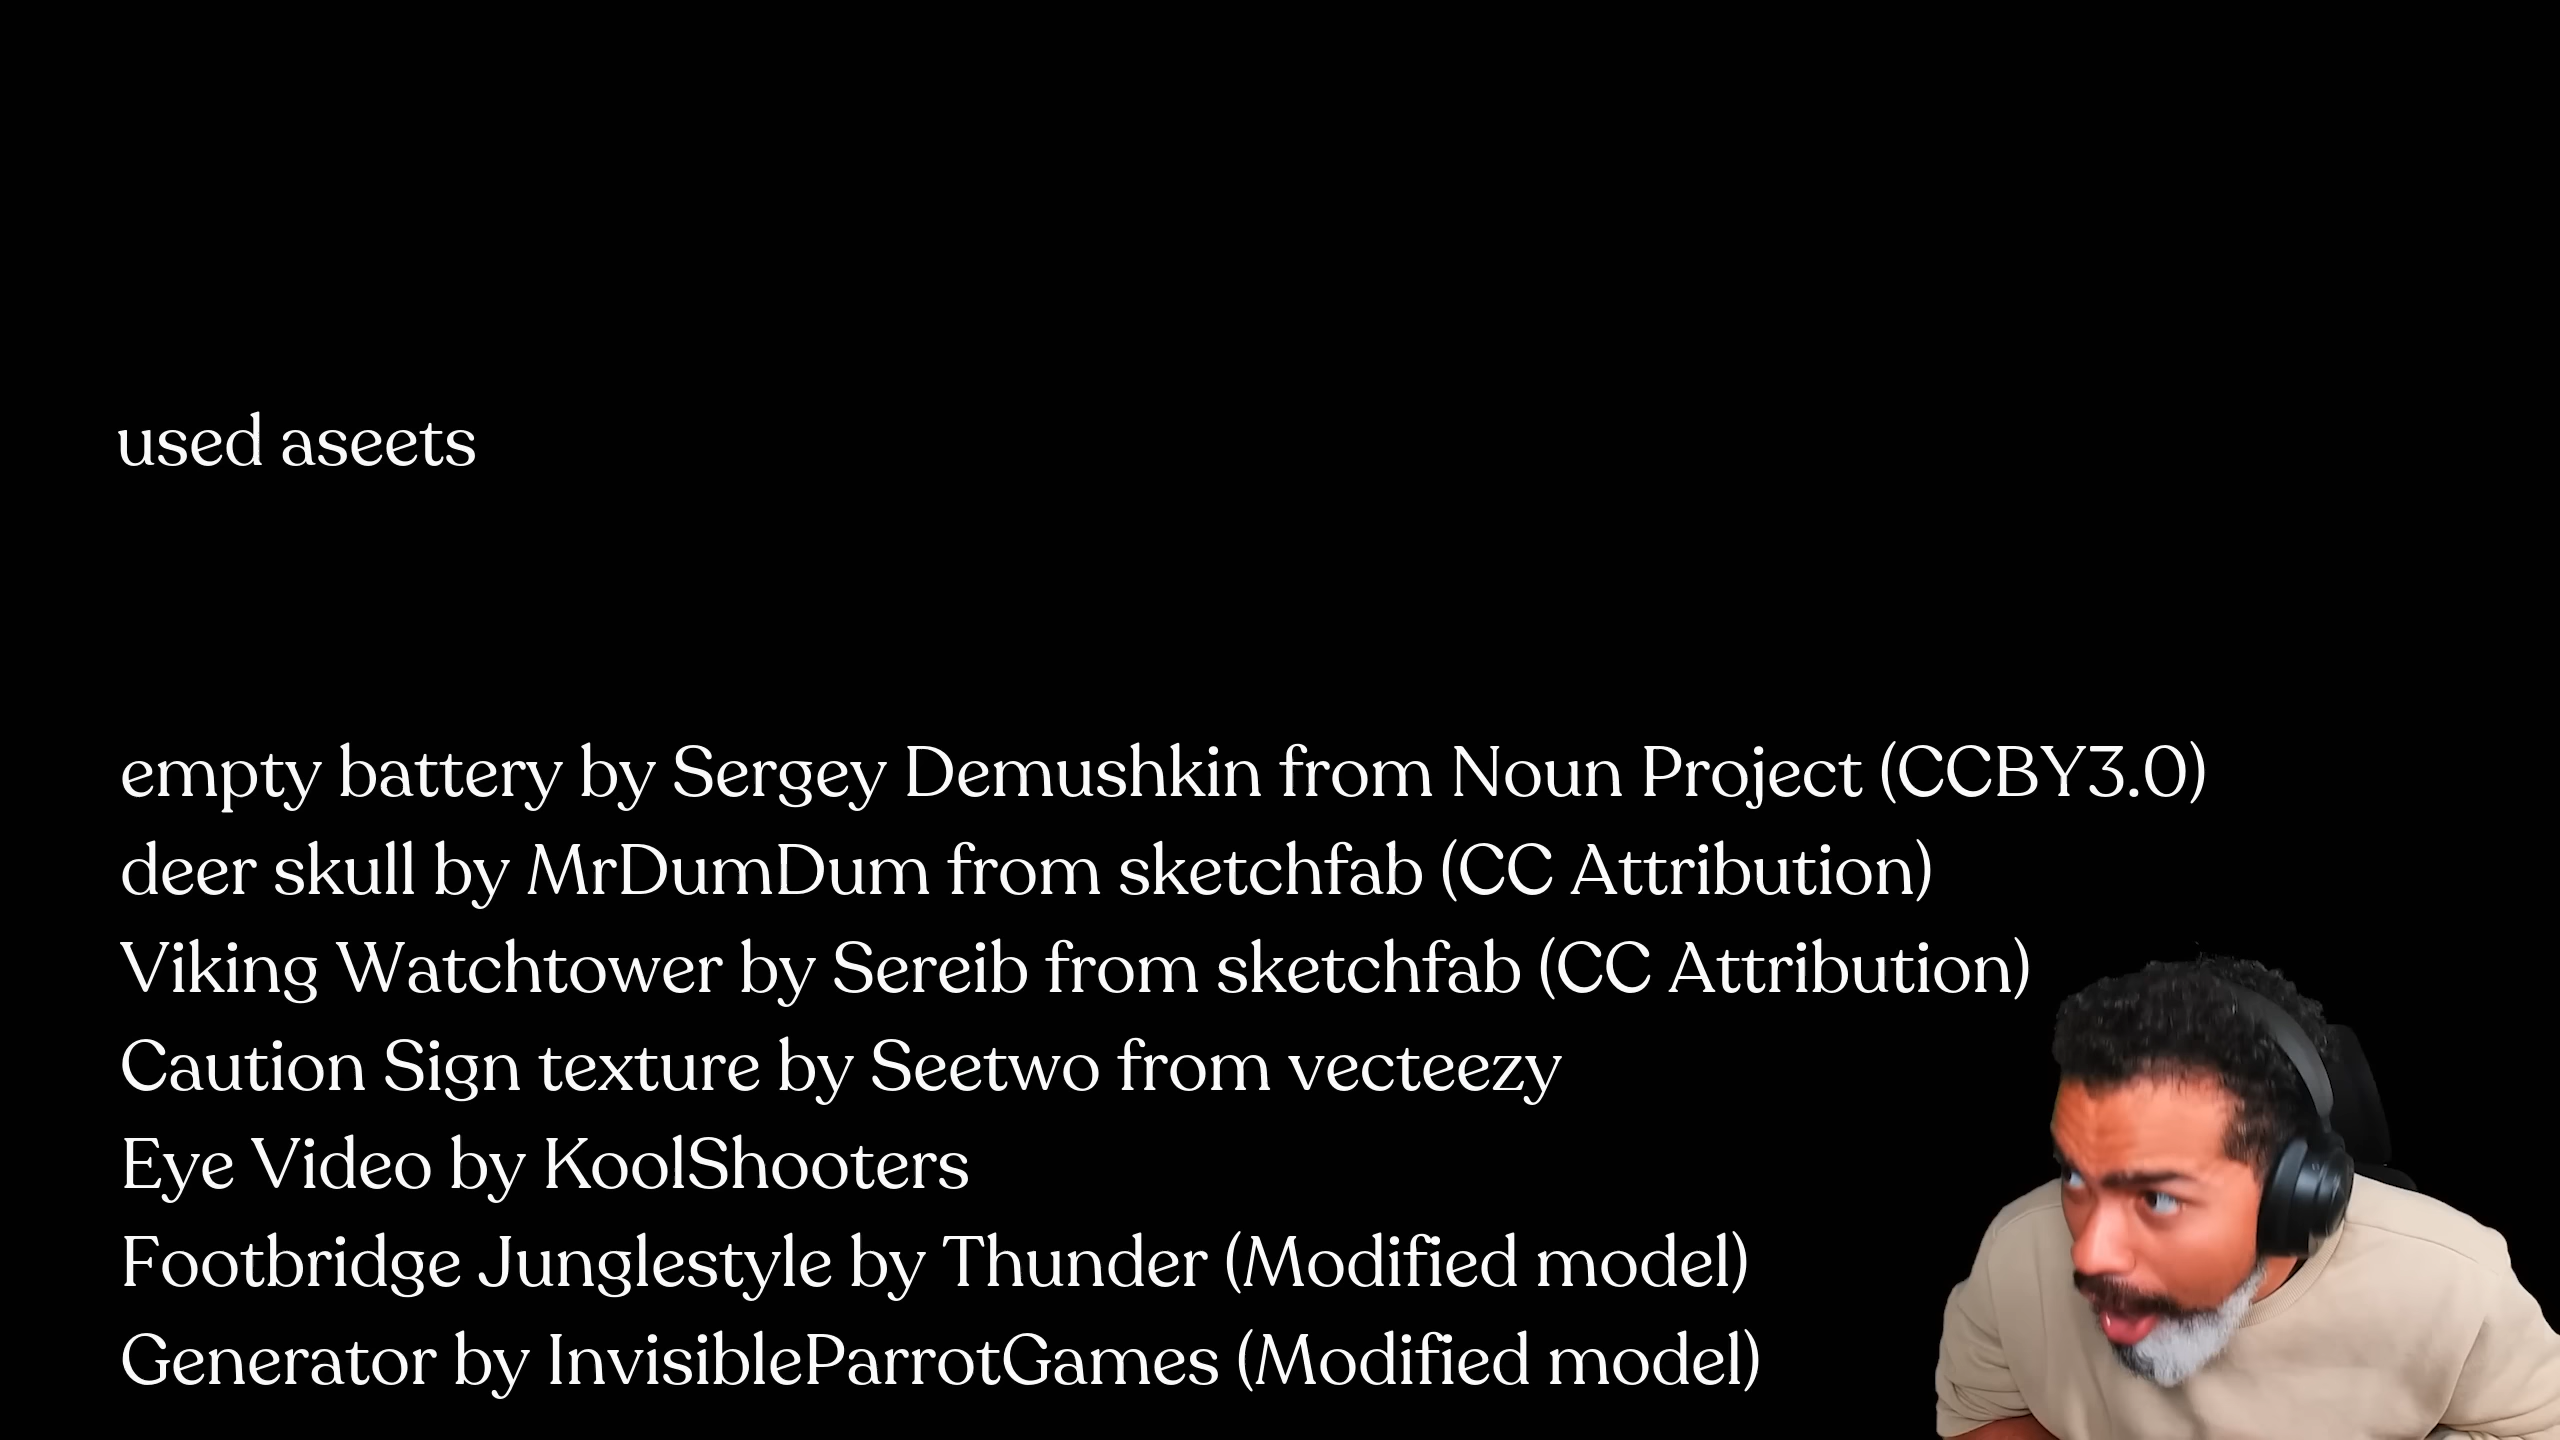 used aseets
empty battery by Sergey Demushkin from Noun Project (CCBY3.0)
deer skull by MrDumDum from sketchfab (CC Attribution)
Viking Watchtower by Sereib from sketchfab (CC Attribution)
Caution Sign texture by Seetwo from vecteezy
Eye Video by KoolShooters
Footbridge Junglestyle by Thunder (Modified model)
Generator by InvisibleParrotGames (Modified model)